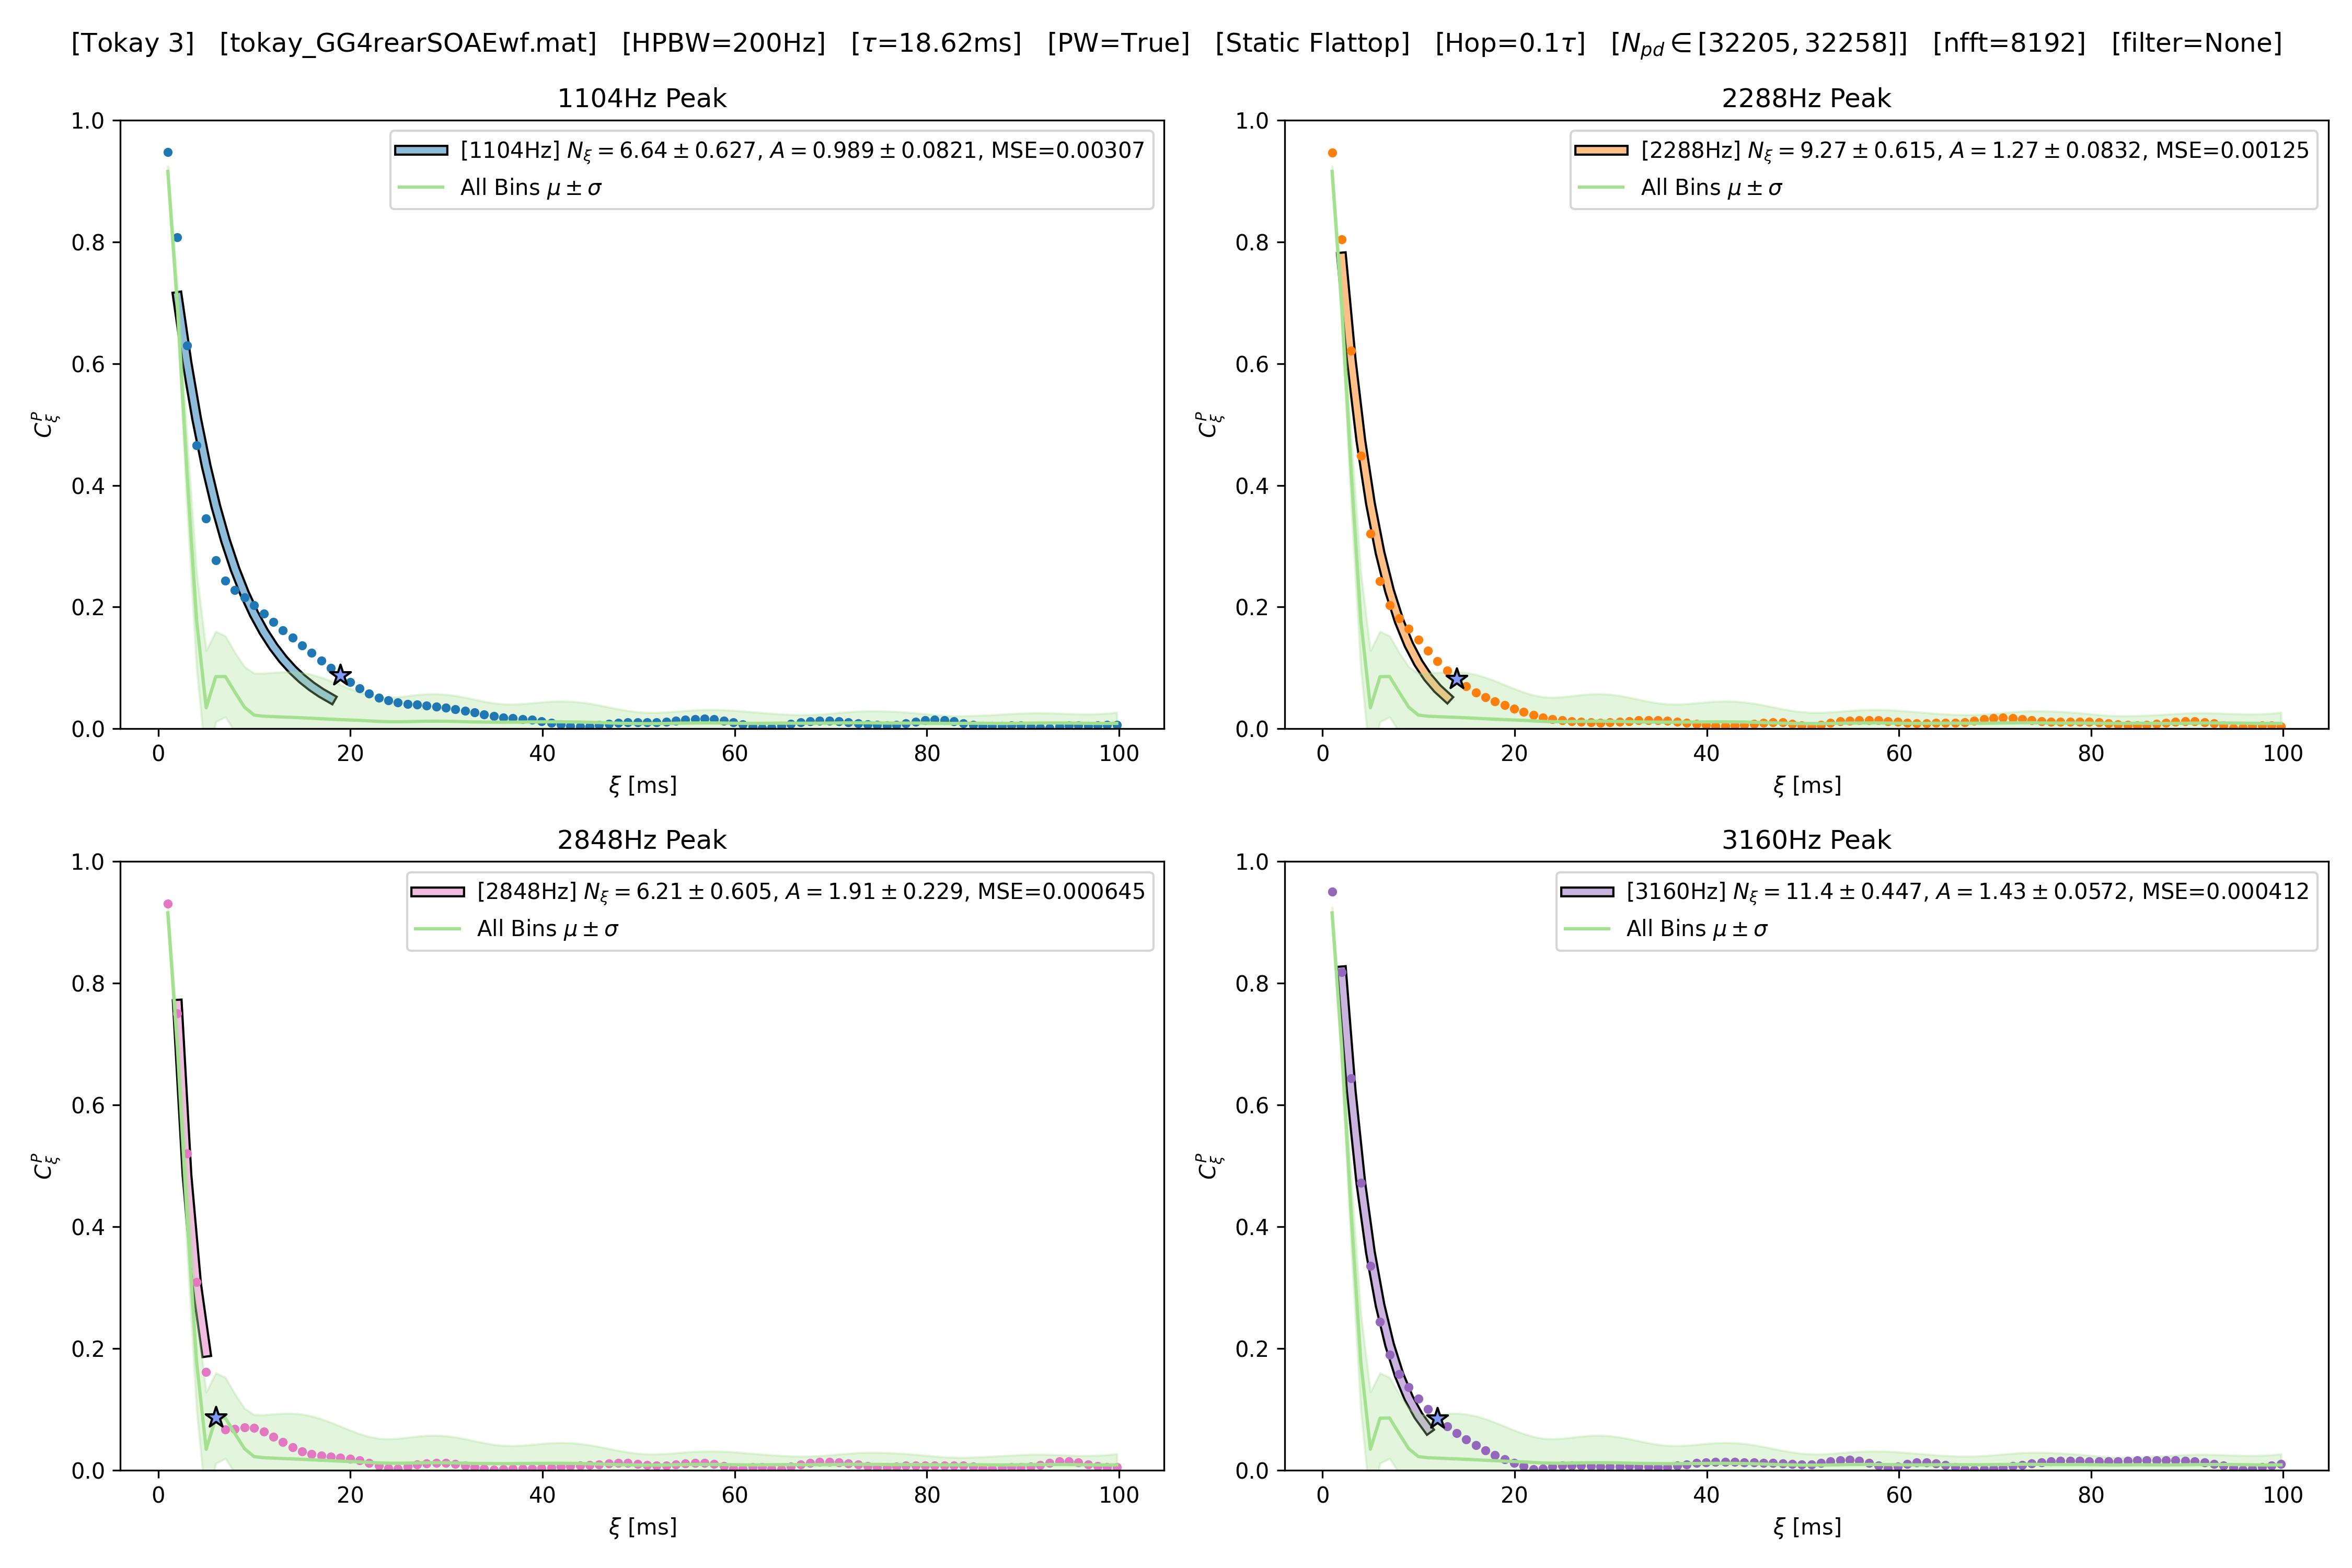 [Tokay 3] [tokay_GG4rearSOAEwf.mat] [HPBW=200Hz] [τ=18.62ms] [PW=True] [Static Flattop] [Hop=0.1τ] [N_pd ∈ [32205, 32258]] [nfft=8192] [filter=None]
1104Hz Peak
1.0
0.8
0.6
0.4
0.2
0.0
C_ξ^P
[1104Hz] N_ξ = 6.64 ± 0.627, A = 0.989 ± 0.0821, MSE=0.00307
All Bins μ ± σ
0 20 40 60 80 100
ξ [ms]
2288Hz Peak
1.0
0.8
0.6
0.4
0.2
0.0
C_ξ^P
[2288Hz] N_ξ = 9.27 ± 0.615, A = 1.27 ± 0.0832, MSE=0.00125
All Bins μ ± σ
0 20 40 60 80 100
ξ [ms]
2848Hz Peak
1.0
0.8
0.6
0.4
0.2
0.0
C_ξ^P
[2848Hz] N_ξ = 6.21 ± 0.605, A = 1.91 ± 0.229, MSE=0.000645
All Bins μ ± σ
0 20 40 60 80 100
ξ [ms]
3160Hz Peak
1.0
0.8
0.6
0.4
0.2
0.0
C_ξ^P
[3160Hz] N_ξ = 11.4 ± 0.447, A = 1.43 ± 0.0572, MSE=0.000412
All Bins μ ± σ
0 20 40 60 80 100
ξ [ms]